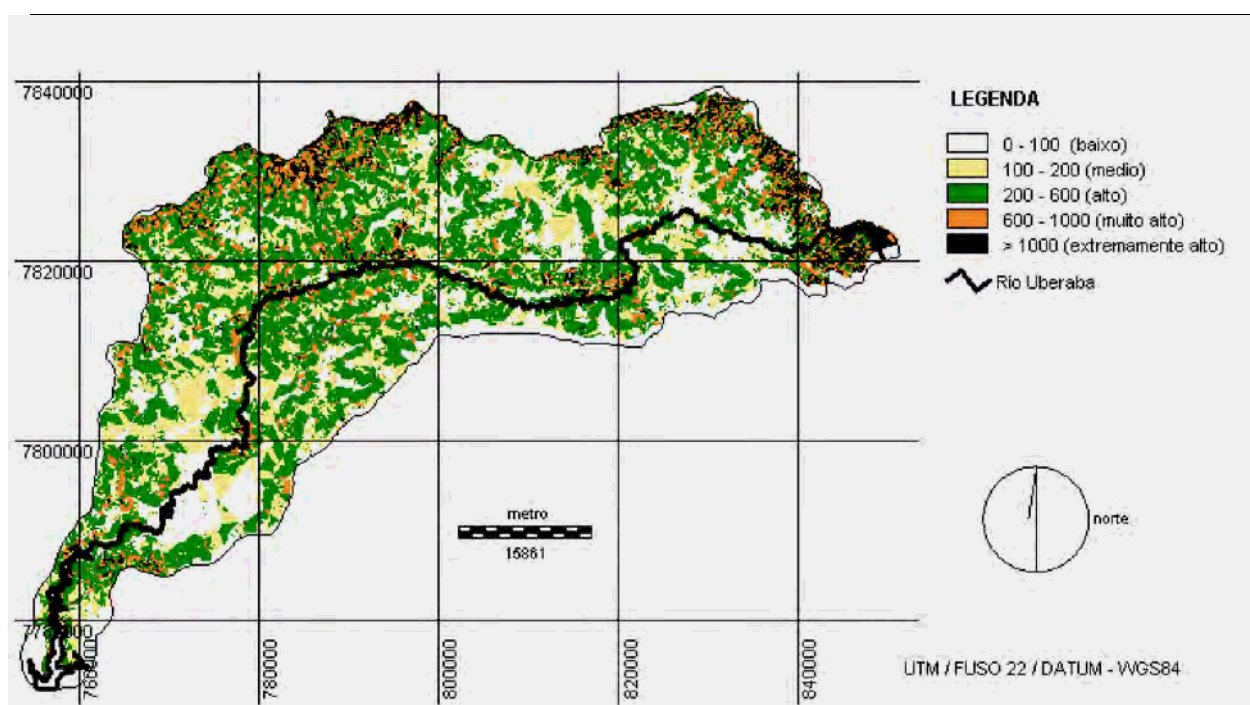 7840000
7820000
7800000
780000
800000
820000
840000
metro
15861
LEGENDA
0 - 100 (baixo)
100 - 200 (medio)
200 - 600 (alto)
600 - 1000 (muito alto)
> 1000 (extremamente alto)
Rio Uberaba
norte
UTM / FUSO 22 / DATUM - WGS84